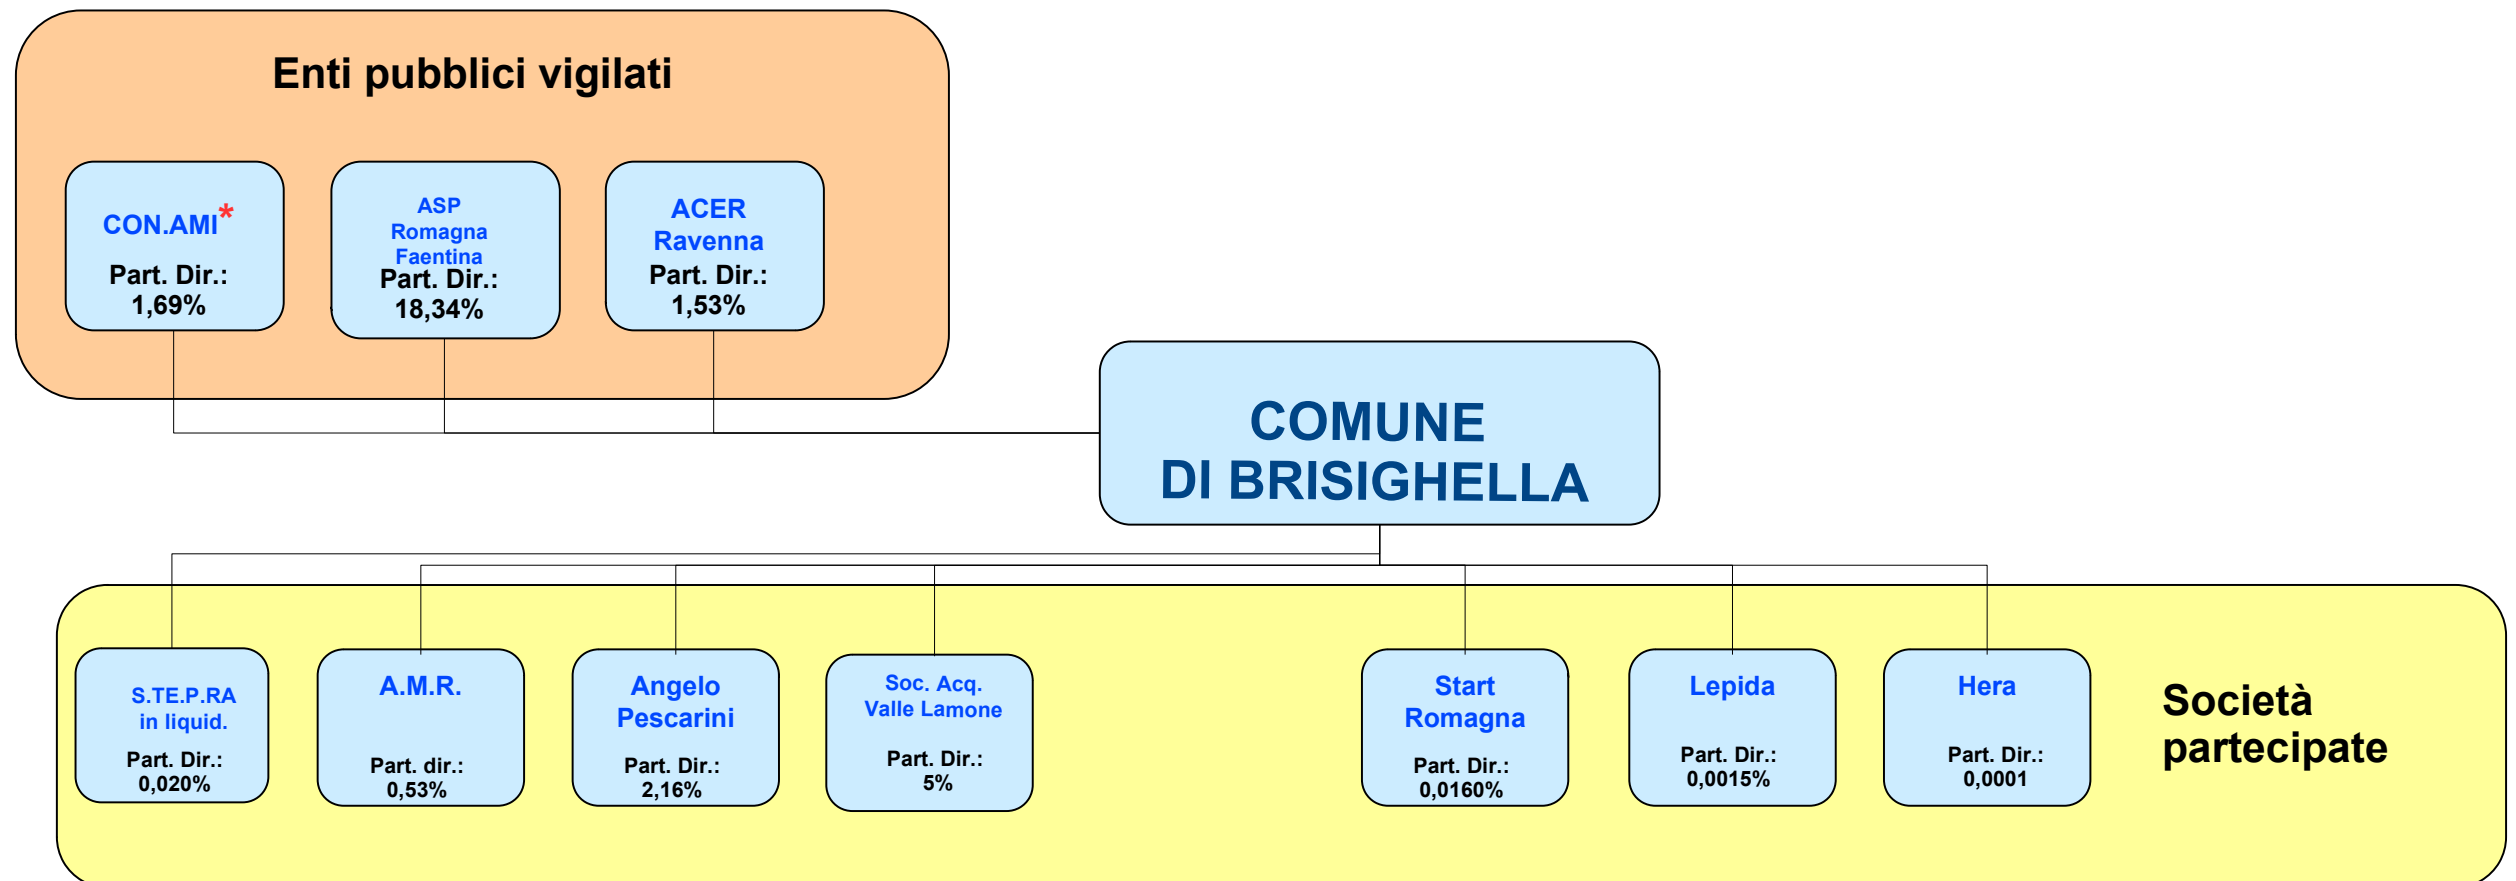 Enti pubblici vigilati
CON.AMI*
Part. Dir.:
1,69%
ASP
Romagna
Faentina
Part. Dir.:
18,34%
ACER
Ravenna
Part. Dir.:
1,53%
COMUNE
DI BRISIGHELLA
S.TE.P.RA
in liquid.
Part. Dir.:
0,020%
A.M.R.
Part. dir.:
0,53%
Angelo
Pescarini
Part. Dir.:
2,16%
Soc. Acq.
Valle Lamone
Part. Dir.:
5%
Start
Romagna
Part. Dir.:
0,0160%
Lepida
Part. Dir.:
0,0015%
Hera
Part. Dir.:
0,0001
Società
partecipate